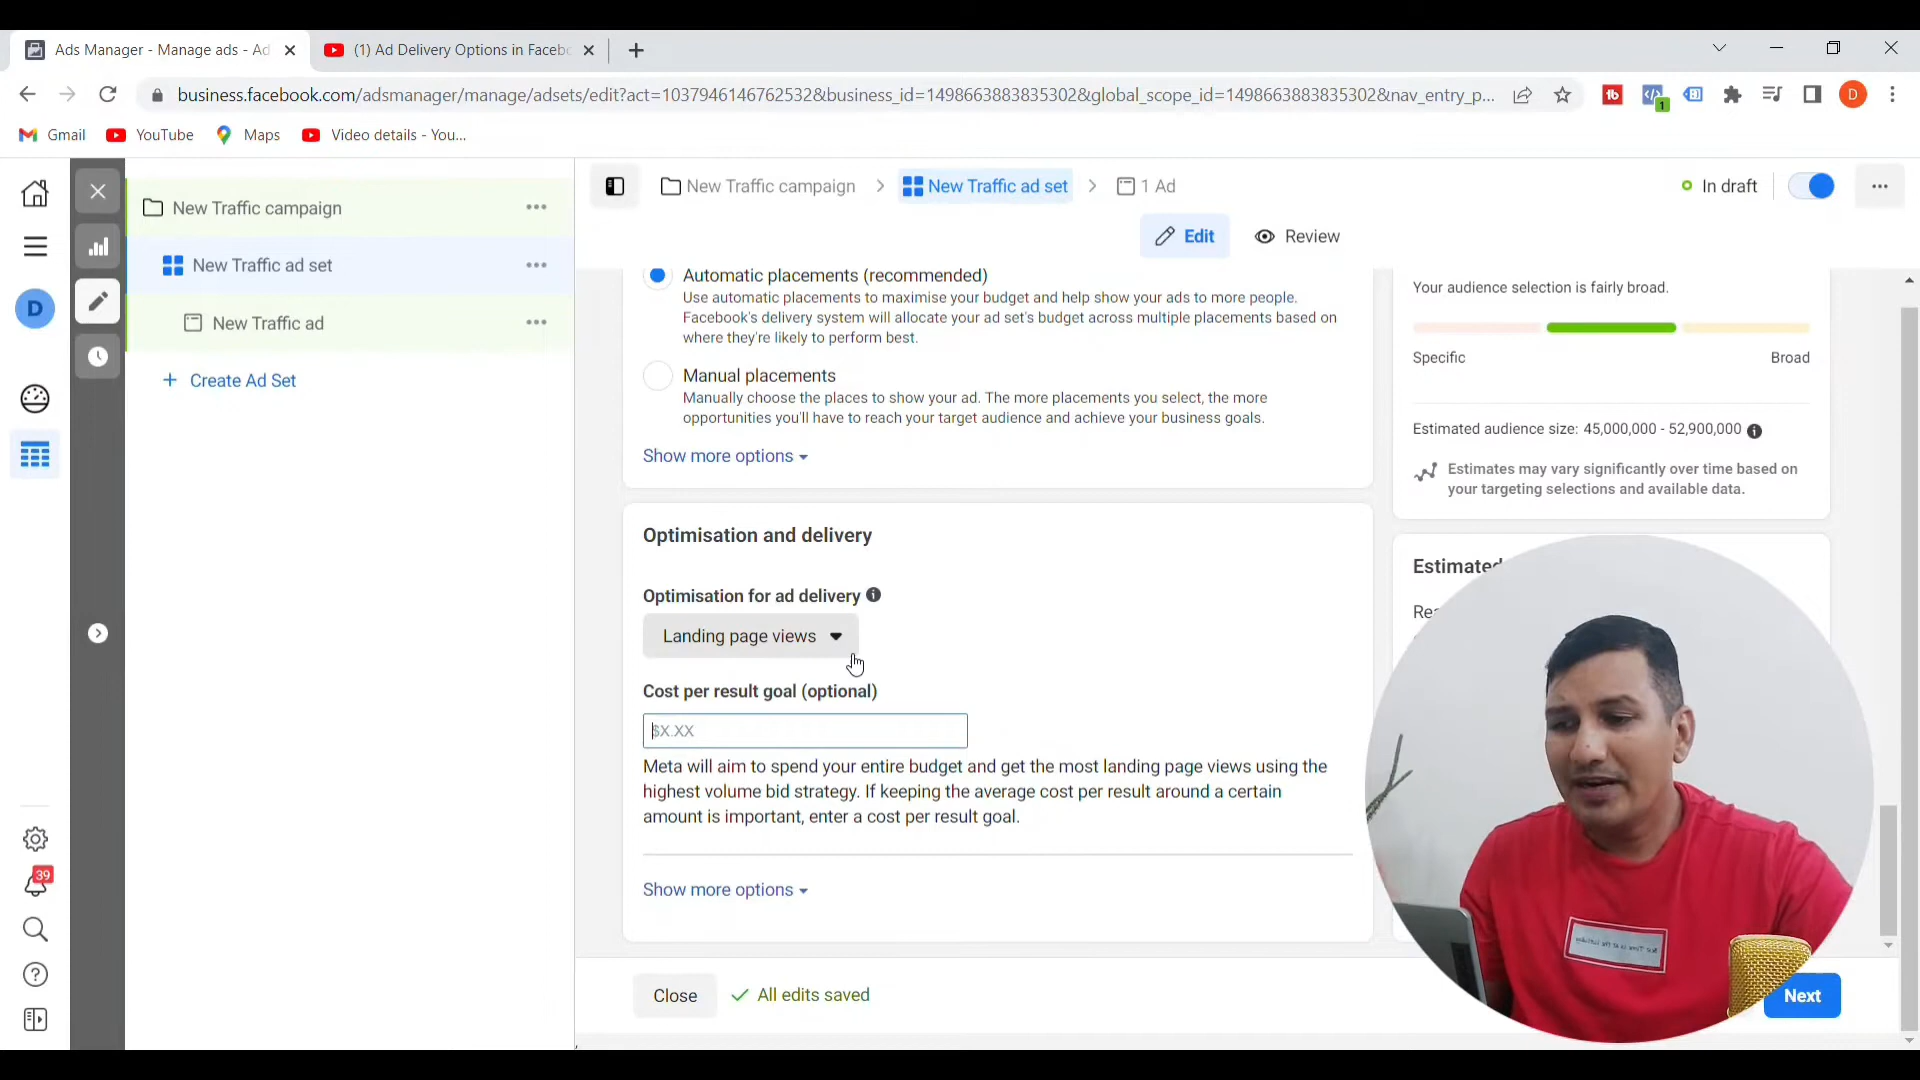 Ads Manager - Manage ads - Ad
(1) Ad Delivery Options in Facebo
business.facebook.com/adsmanager/manage/adsets/edit?act=1037946146762532&business_id=1498663883835302&global_scope_id=1498663883835302&nav_entry_p...
1
D
Gmail
YouTube
Maps
Video details - You...
New Traffic campaign
New Traffic ad set
1 Ad
In draft
Edit
Review
New Traffic campaign
New Traffic ad set
New Traffic ad
+ Create Ad Set
D
39
Automatic placements (recommended)
Use automatic placements to maximise your budget and help show your ads to more people.
Facebook's delivery system will allocate your ad set's budget across multiple placements based on
where they're likely to perform best.
Manual placements
Manually choose the places to show your ad. The more placements you select, the more
opportunities you'll have to reach your target audience and achieve your business goals.
Show more options
Optimisation and delivery
Optimisation for ad delivery
Landing page views
Cost per result goal (optional)
$X.XX
Meta will aim to spend your entire budget and get the most landing page views using the
highest volume bid strategy. If keeping the average cost per result around a certain
amount is important, enter a cost per result goal.
Show more options
Close
All edits saved
Next
Your audience selection is fairly broad.
Specific
Broad
Estimated audience size: 45,000,000 - 52,900,000
Estimates may vary significantly over time based on
your targeting selections and available data.
Estimated
Rea